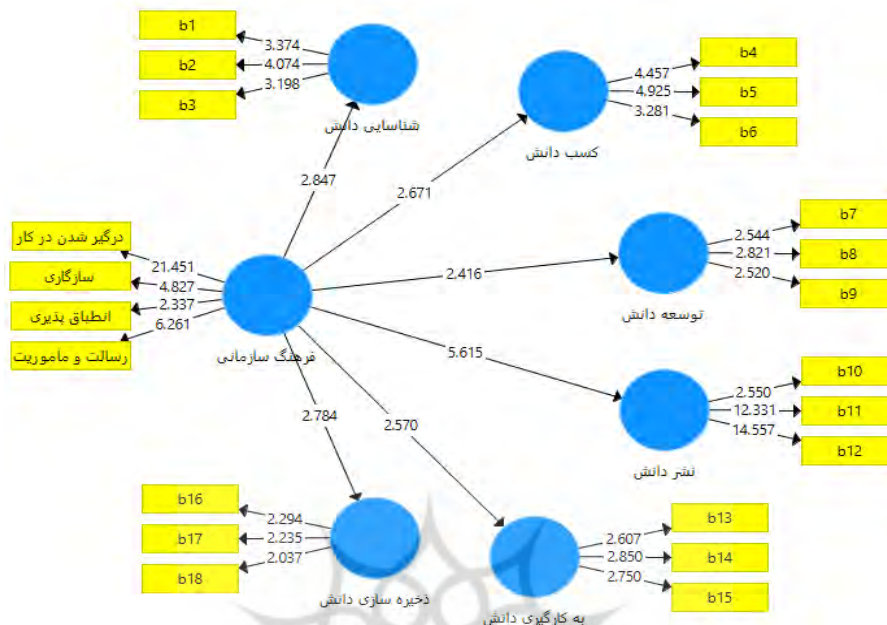 b1
3.374
b2
4.074
b3
3.198
شناسایی دانش
b4
4.457
b5
4.925
b6
3.281
کسب دانش
2.847
2.671
b7
2.544
b8
2.821
b9
2.520
توسعه دانش
2.416
درگیر شدن در کار
21.451
سازگاری
4.827
انطباق پذیری
2.337
رسالت و ماموریت
6.261
فرهنگ سازمانی
5.615
b10
2.550
b11
12.331
b12
14.557
نشر دانش
2.784
2.570
b16
2.294
b17
2.235
b18
2.037
ذخیره سازی دانش
b13
2.607
b14
2.850
b15
2.750
به کارگیری دانش